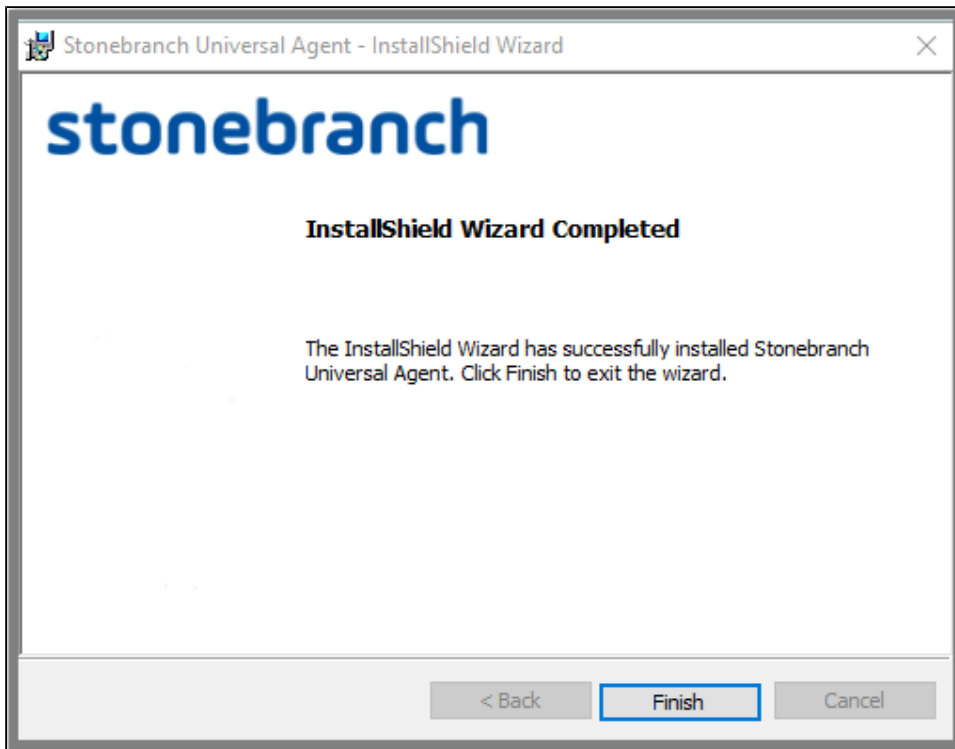 Stonebranch Universal Agent - InstallShield Wizard
stonebranch
InstallShield Wizard Completed
The InstallShield Wizard has successfully installed Stonebranch
Universal Agent. Click Finish to exit the wizard.
< Back Finish Cancel